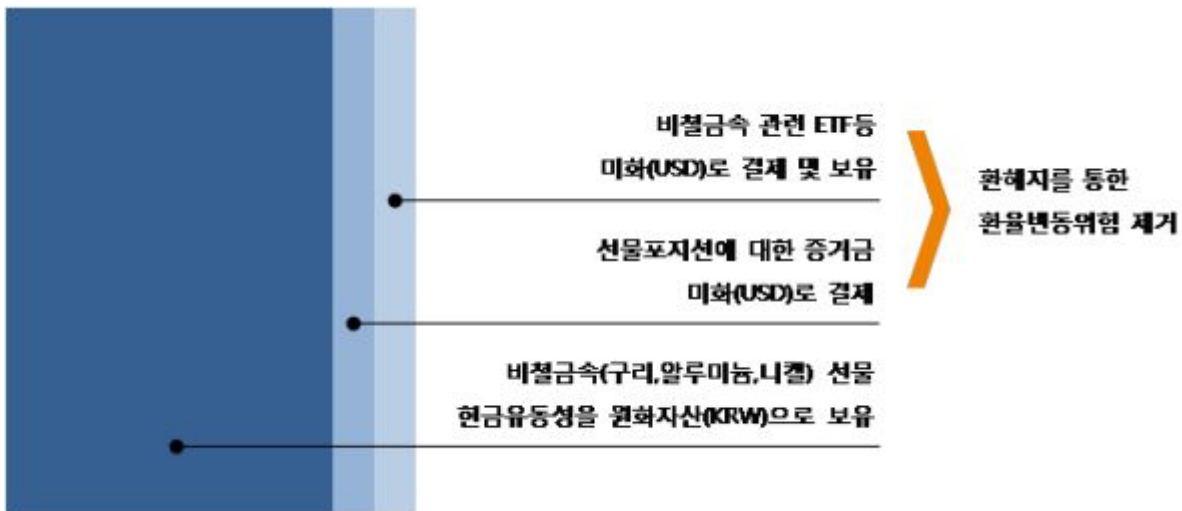 비철금속 관련 ETF등
미화(USD)로 결제 및 보유
환헤지를 통한
환율변동위험 제거
선물포지션에 대한 증거금
미화(USD)로 결제
비철금속(구리,알루미늄,니켈) 선물
현금유동성을 원화자산(KRW)으로 보유